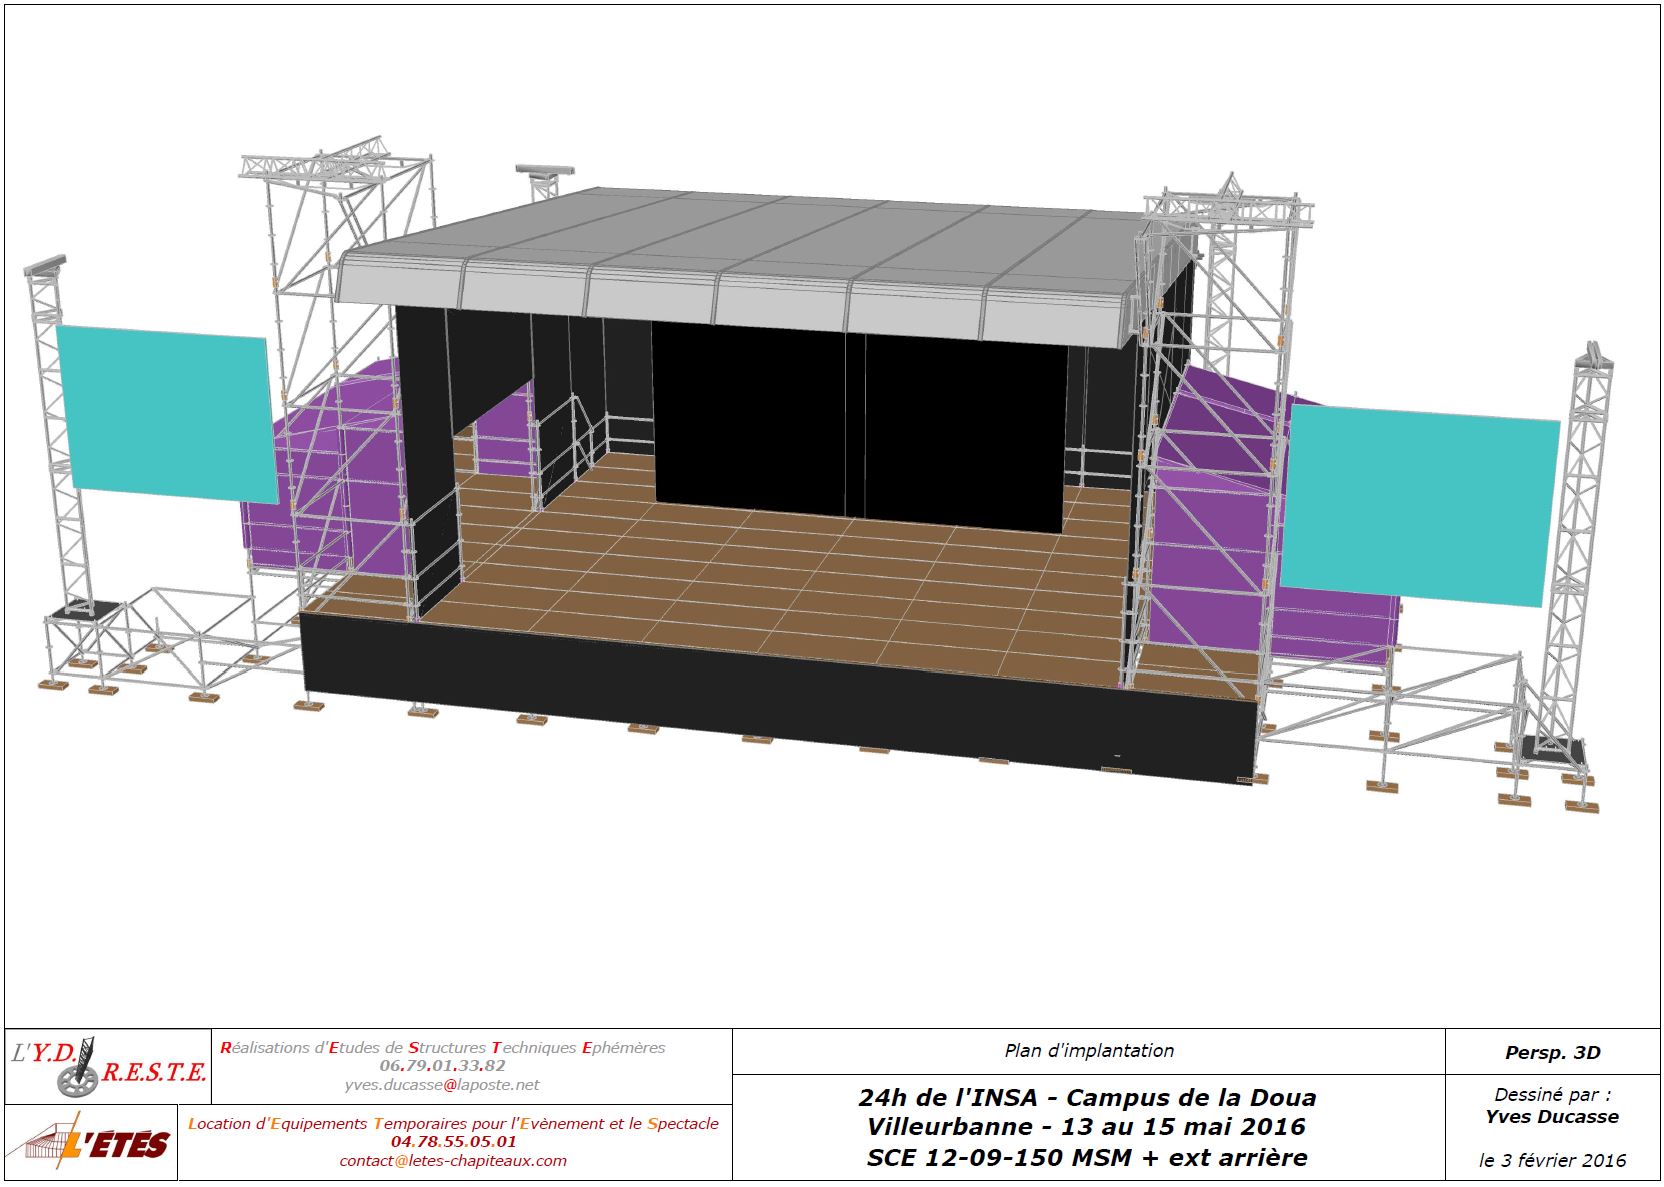 L'Y.D.
R.E.S.T.E.
Réalisations d'Etudes de Structures Techniques Ephémères
06.79.01.33.82
yves.ducasse@laposte.net
L'ÉTÉS
Location d'Equipements Temporaires pour l'Evènement et le Spectacle
04.78.55.05.01
contact@letes-chapiteaux.com
Plan d'implantation
24h de l'INSA - Campus de la Doua
Villeurbanne - 13 au 15 mai 2016
SCE 12-09-150 MSM + ext arrière
Persp. 3D
Dessiné par :
Yves Ducasse
le 3 février 2016